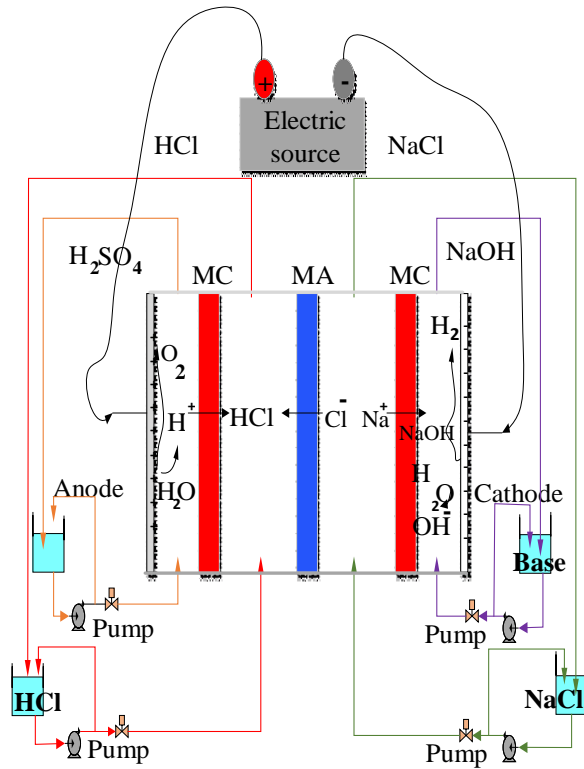 +
-
Electric
source
HCl
NaCl
H2SO4
NaOH
MC
MA
MC
H2
O2
H+
HCl
Cl-
Na+
NaOH
H2O
H2O
OH-
Anode
Cathode
Base
Pump
Pump
HCl
NaCl
Pump
Pump